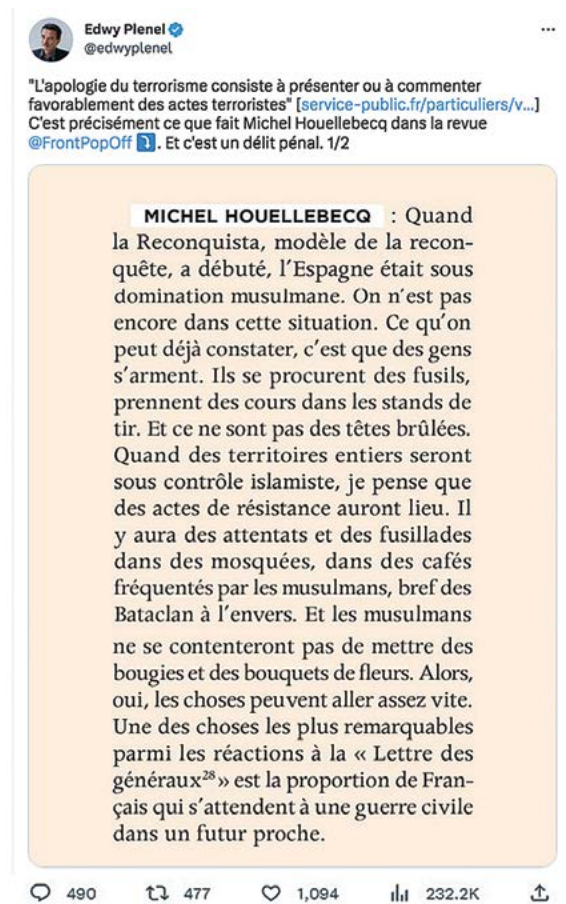 Edwy Plenel
@edwyplenel
"L'apologie du terrorisme consiste à présenter ou à commenter
favorablement des actes terroristes" [service-public.fr/particuliers/v...]
C'est précisément ce que fait Michel Houellebecq dans la revue
@FrontPopOff ⤵️. Et c'est un délit pénal. 1/2
MICHEL HOUELLEBECQ : Quand
la Reconquista, modèle de la recon-
quête, a débuté, l'Espagne était sous
domination musulmane. On n'est pas
encore dans cette situation. Ce qu'on
peut déjà constater, c'est que des gens
s'arment. Ils se procurent des fusils,
prennent des cours dans les stands de
tir. Et ce ne sont pas des têtes brûlées.
Quand des territoires entiers seront
sous contrôle islamiste, je pense que
des actes de résistance auront lieu. Il
y aura des attentats et des fusillades
dans des mosquées, dans des cafés
fréquentés par les musulmans, bref des
Bataclan à l'envers. Et les musulmans
ne se contenteront pas de mettre des
bougies et des bouquets de fleurs. Alors,
oui, les choses peuvent aller assez vite.
Une des choses les plus remarquables
parmi les réactions à la « Lettre des
généraux²⁸ » est la proportion de Fran-
çais qui s'attendent à une guerre civile
dans un futur proche.
490 477 1,094 232.2K